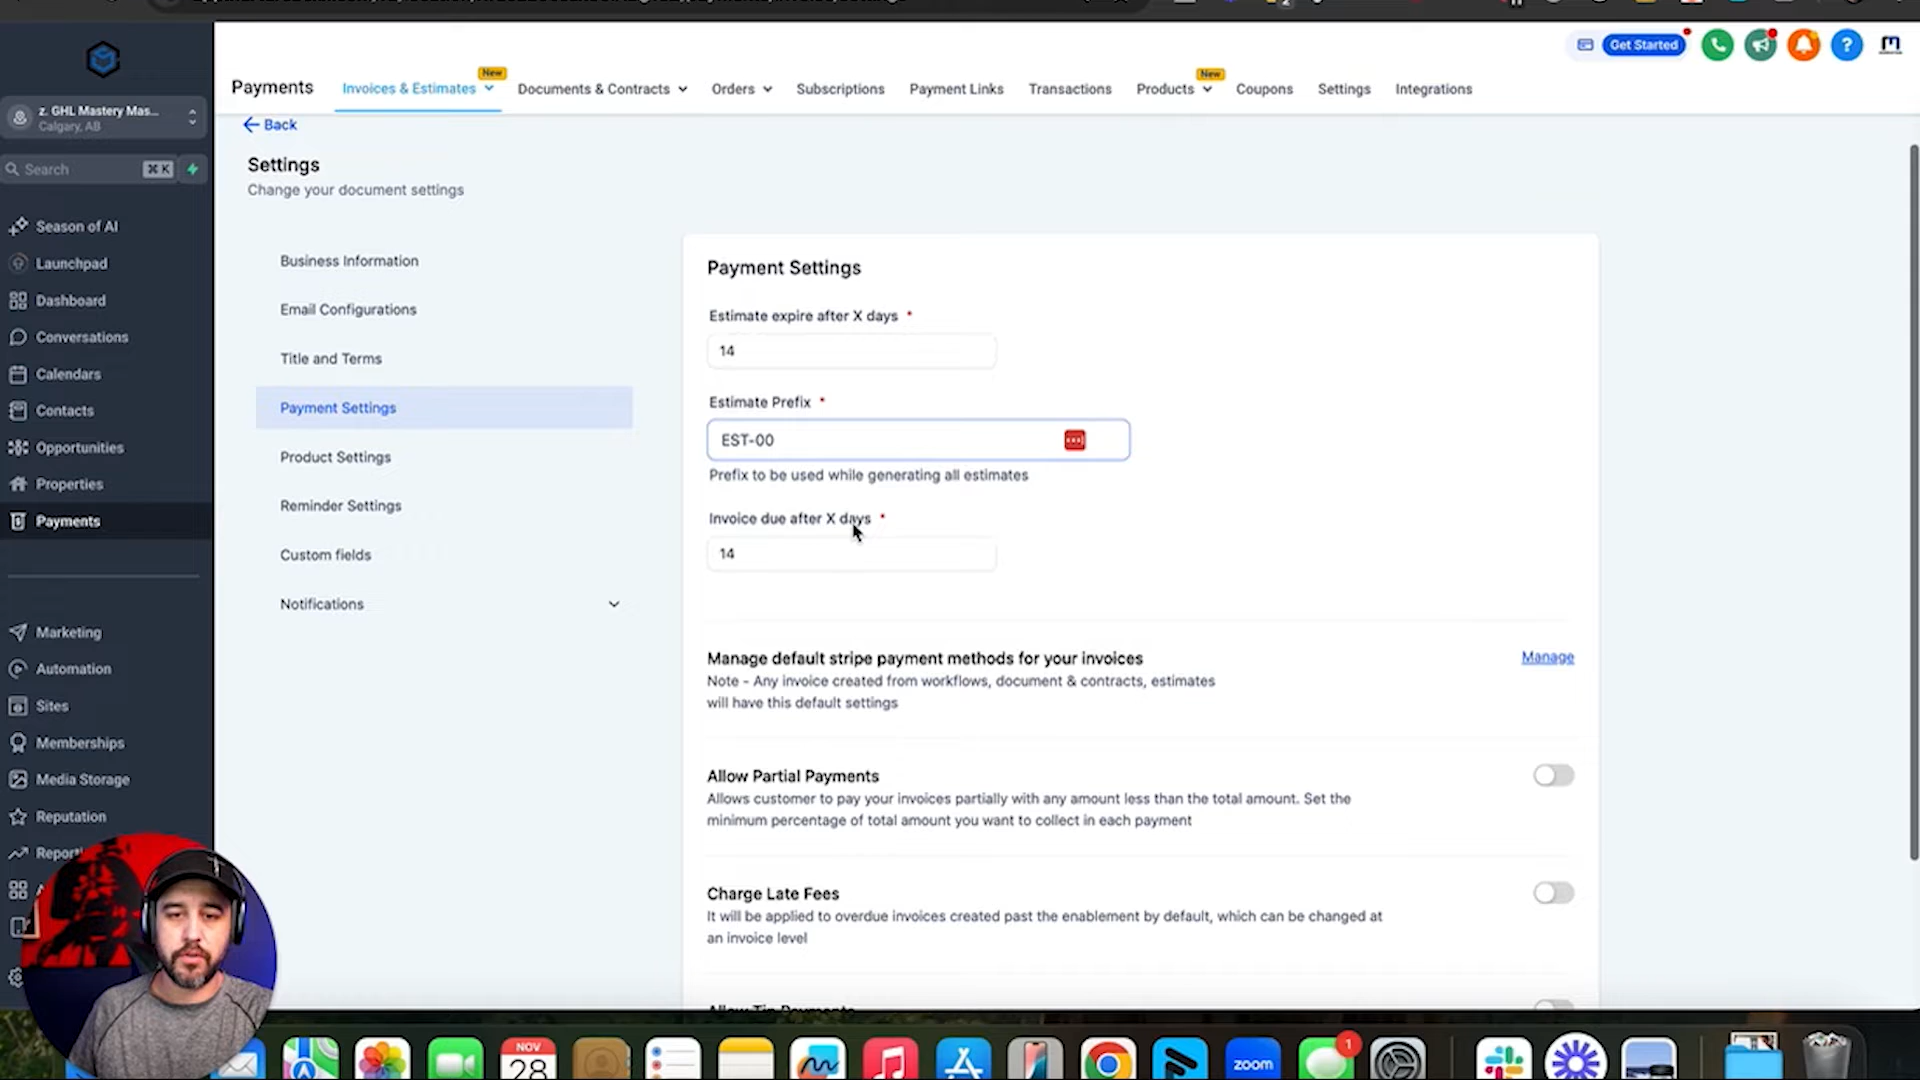 Get Started
?
z. GHL Mastery Mas...
Calgary, AB
Search
⌘ K
Season of AI
Launchpad
Dashboard
Conversations
Calendars
Contacts
Opportunities
Properties
Payments
Marketing
Automation
Sites
Memberships
Media Storage
Reputation
Payments
Invoices & Estimates
New
Documents & Contracts
Orders
Subscriptions
Payment Links
Transactions
Products
New
Coupons
Settings
Integrations
Back
Settings
Change your document settings
Business Information
Email Configurations
Title and Terms
Payment Settings
Product Settings
Reminder Settings
Custom fields
Notifications
Payment Settings
Estimate expire after X days *
14
Estimate Prefix *
EST-00
Prefix to be used while generating all estimates
Invoice due after X days *
14
Manage default stripe payment methods for your invoices
Manage
Note - Any invoice created from workflows, document & contracts, estimates
will have this default settings
Allow Partial Payments
Allows customer to pay your invoices partially with any amount less than the total amount. Set the
minimum percentage of total amount you want to collect in each payment
Charge Late Fees
It will be applied to overdue invoices created past the enablement by default, which can be changed at
an invoice level
Allow Tip Payments
NOV
28
zoom
1